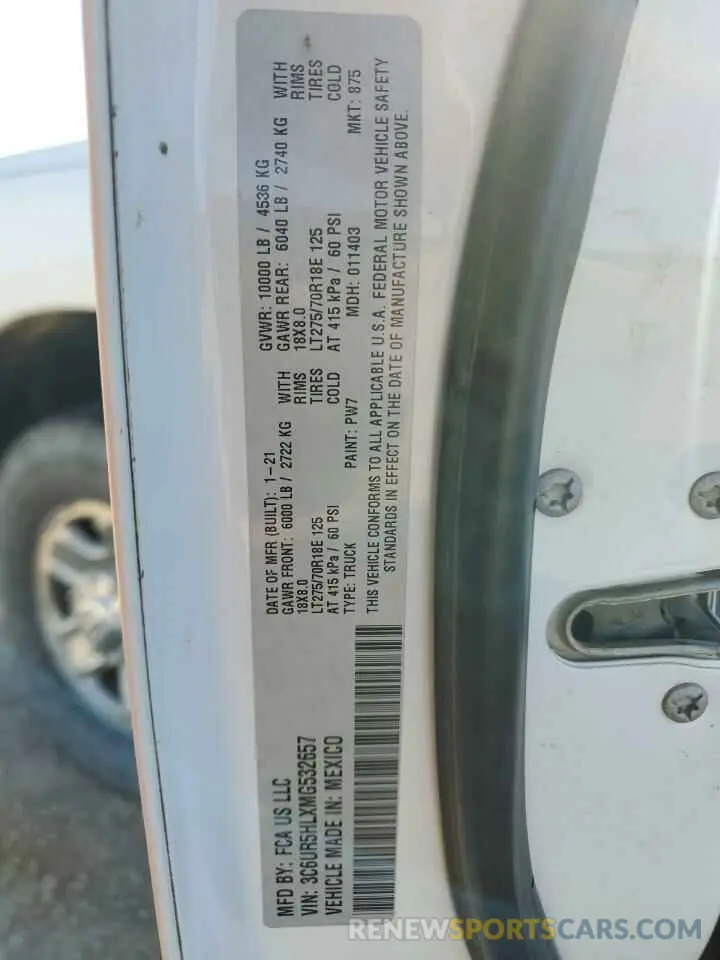 MFD BY: FCA US LLC
DATE OF MFR (BUILT): 1-21
GVWR: 10000 LB / 4536 KG
VIN: 3C6UR5HLXMG532657
GAWR FRONT: 6000 LB / 2722 KG WITH
GAWR REAR: 6040 LB / 2740 KG WITH
VEHICLE MADE IN: MEXICO
18X8.0 RIMS
18X8.0 RIMS
LT275/70R18E 125 TIRES
LT275/70R18E 125 TIRES
AT 415 kPa / 60 PSI COLD
AT 415 kPa / 60 PSI COLD
TYPE: TRUCK PAINT: PW7 MDH: 011403 MKT: 875
THIS VEHICLE CONFORMS TO ALL APPLICABLE U.S.A. FEDERAL MOTOR VEHICLE SAFETY
STANDARDS IN EFFECT ON THE DATE OF MANUFACTURE SHOWN ABOVE.
RENEWSPORTSCARS.COM